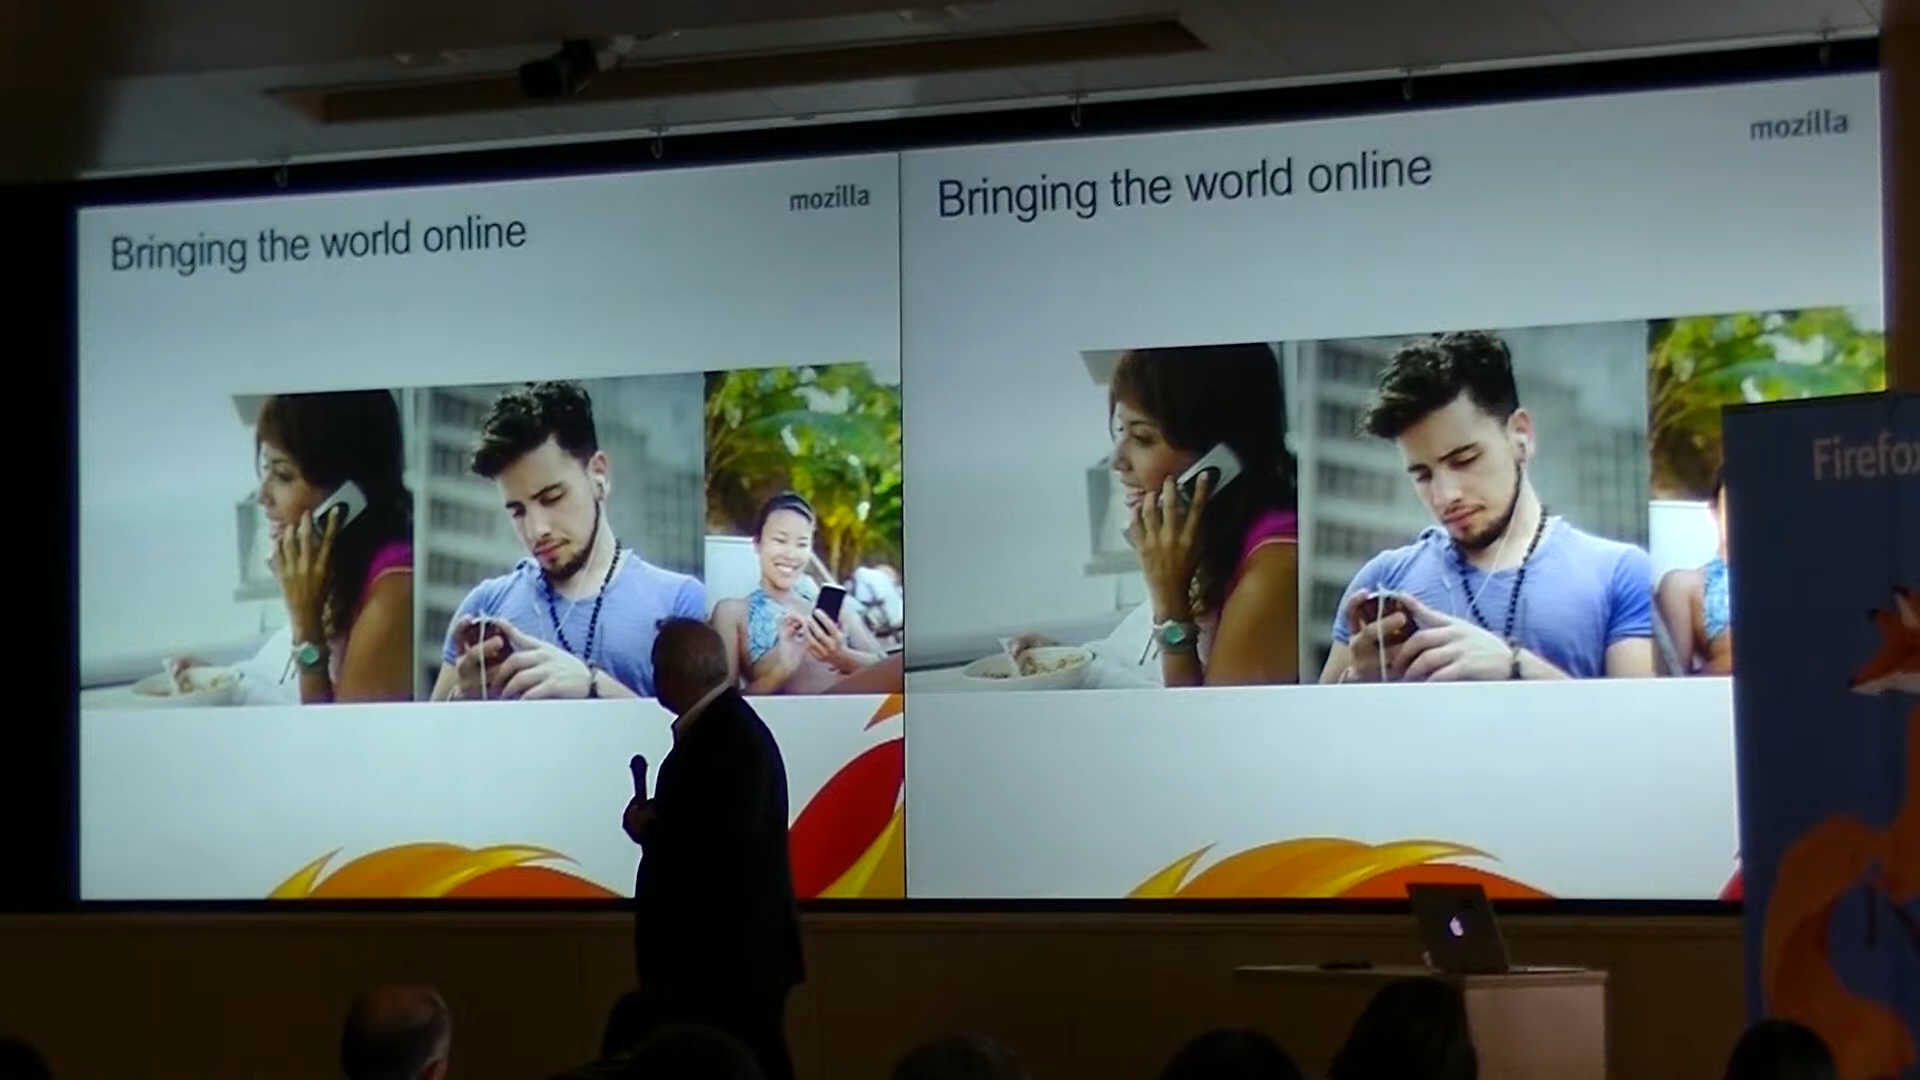 mozilla
Bringing the world online
mozilla
Bringing the world online
Firefox